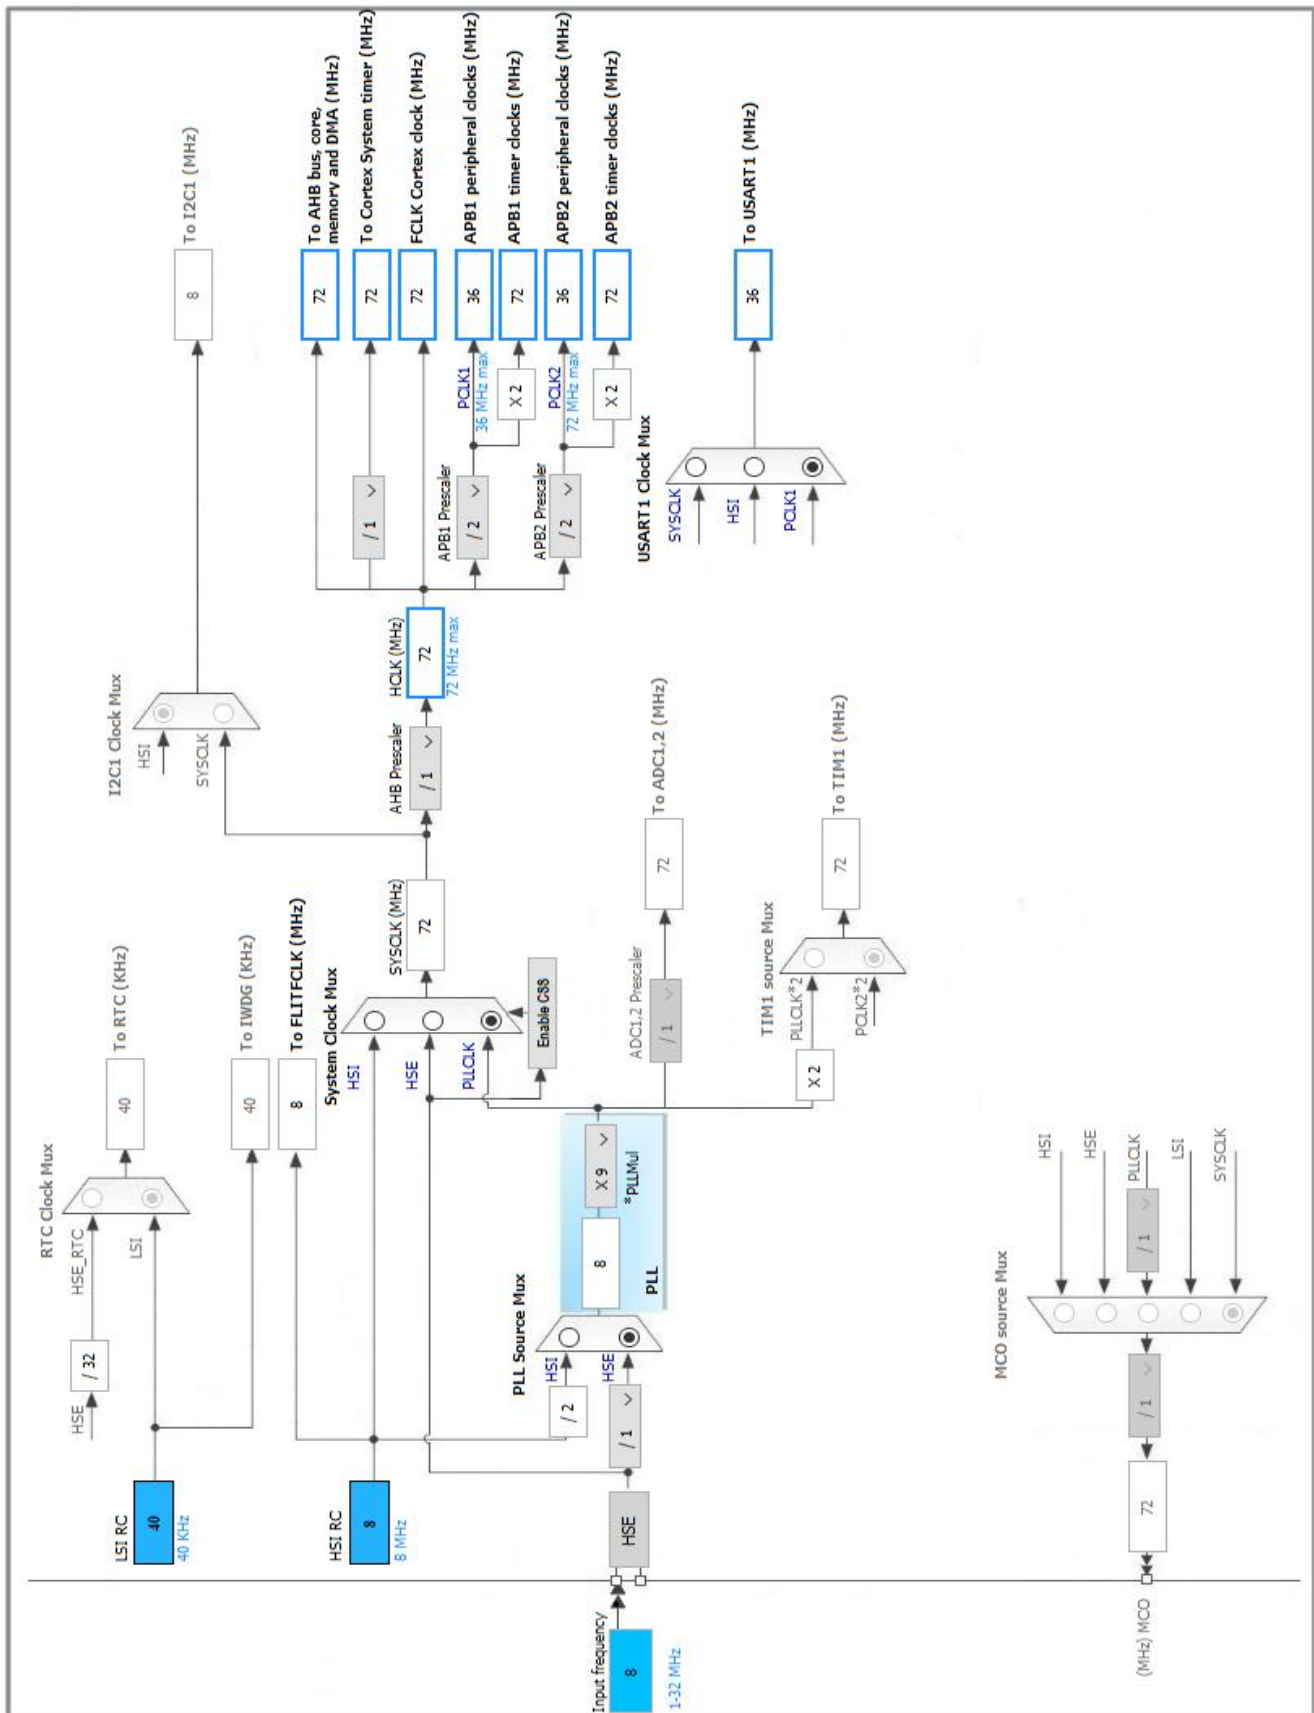 To I2C1 (MHz)
8
I2C1 Clock Mux
HSI
SYSCLK
RTC Clock Mux
HSE
/ 32
HSE_RTC
LSI
40
To RTC (KHz)
LSI RC
40
40 KHz
40
To IWDG (KHz)
8
To FLITFCLK (MHz)
HSI RC
8
8 MHz
System Clock Mux
HSI
HSE
PLLCLK
Enable CSS
SYSCLK (MHz)
72
AHB Prescaler
/ 1
HCLK (MHz)
72
72 MHz max
72
To AHB bus, core,
memory and DMA (MHz)
/ 1
72
To Cortex System timer (MHz)
72
FCLK Cortex clock (MHz)
APB1 Prescaler
/ 2
PCLK1
36 MHz max
36
APB1 peripheral clocks (MHz)
X 2
72
APB1 timer clocks (MHz)
APB2 Prescaler
/ 2
PCLK2
72 MHz max
36
APB2 peripheral clocks (MHz)
X 2
72
APB2 timer clocks (MHz)
Input frequency
8
1-32 MHz
HSE
/ 2
/ 1
PLL Source Mux
HSI
HSE
8
X 9
*PLLMul
PLL
ADC1,2 Prescaler
/ 1
72
To ADC1,2 (MHz)
X 2
TIM1 source Mux
PLLCLK*2
PCLK2*2
72
To TIM1 (MHz)
USART1 Clock Mux
SYSCLK
HSI
PCLK1
36
To USART1 (MHz)
MCO source Mux
HSI
HSE
PLLCLK
/ 1
LSI
SYSCLK
/ 1
72
(MHz) MCO